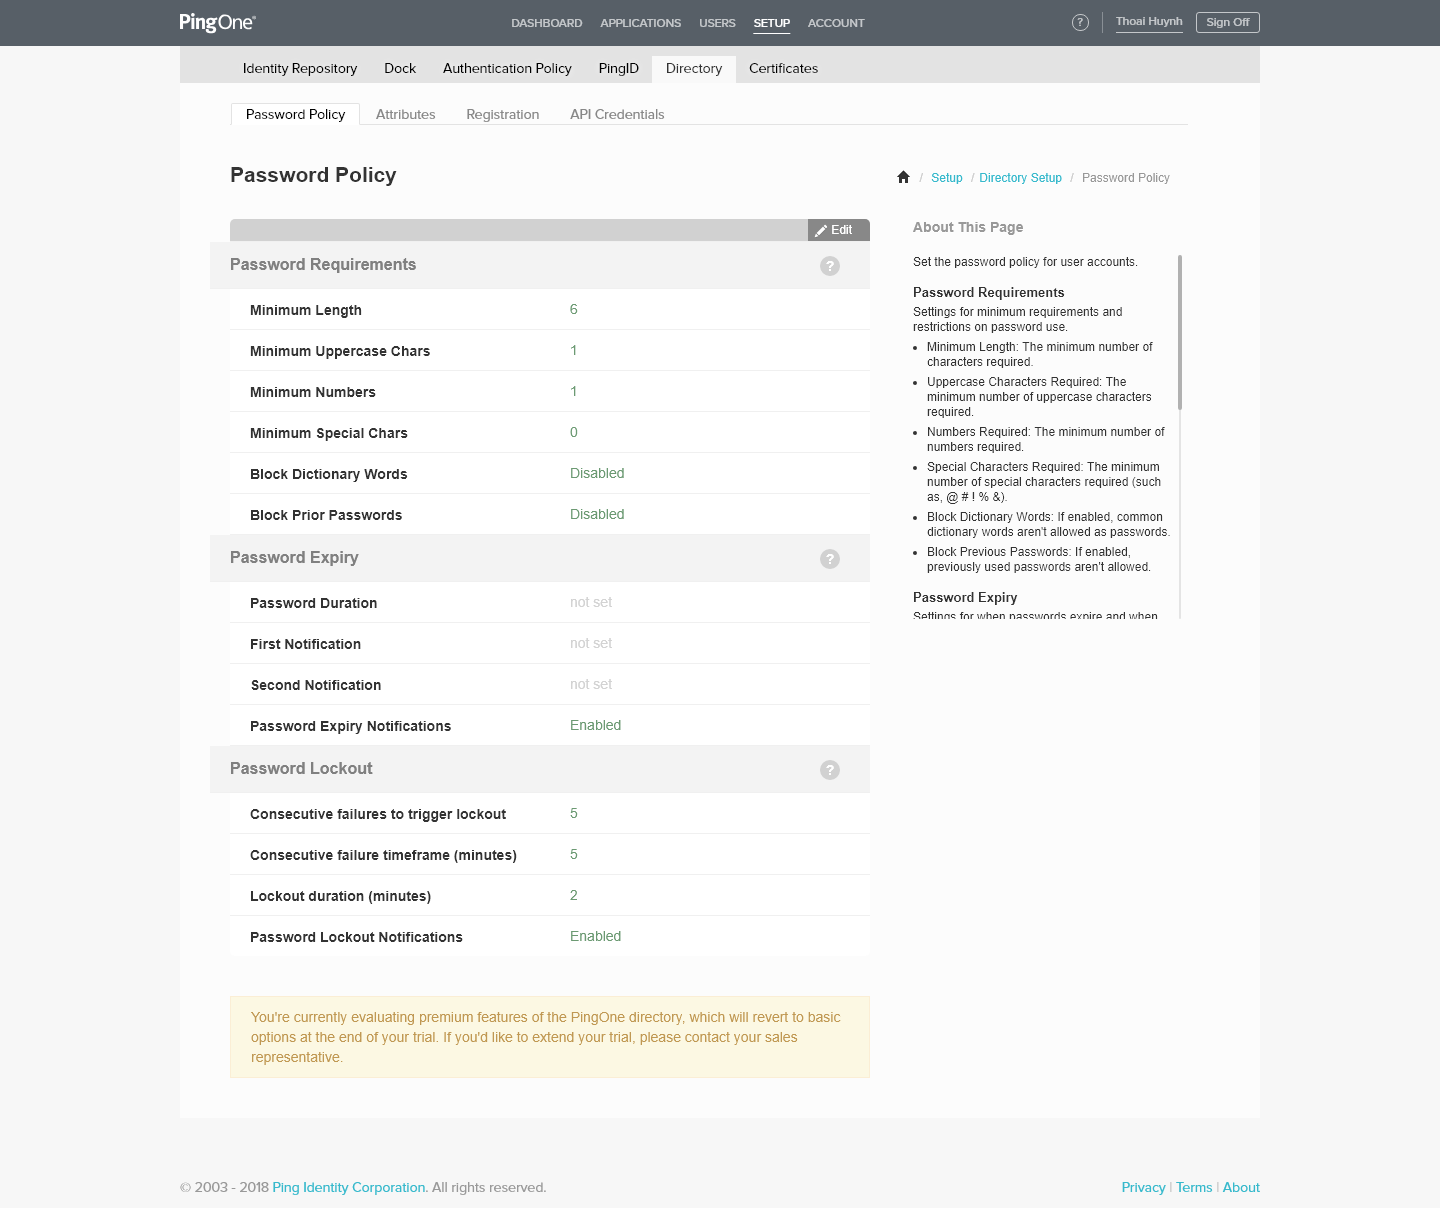 PingOne
DASHBOARD APPLICATIONS USERS SETUP ACCOUNT
? Thoai Huynh Sign Off
Identity Repository Dock Authentication Policy PingID Directory Certificates
Password Policy Attributes Registration API Credentials
Password Policy
/ Setup / Directory Setup / Password Policy
Edit
Password Requirements ?
Minimum Length 6
Minimum Uppercase Chars 1
Minimum Numbers 1
Minimum Special Chars 0
Block Dictionary Words Disabled
Block Prior Passwords Disabled
Password Expiry ?
Password Duration not set
First Notification not set
Second Notification not set
Password Expiry Notifications Enabled
Password Lockout ?
Consecutive failures to trigger lockout 5
Consecutive failure timeframe (minutes) 5
Lockout duration (minutes) 2
Password Lockout Notifications Enabled
You're currently evaluating premium features of the PingOne directory, which will revert to basic
options at the end of your trial. If you'd like to extend your trial, please contact your sales
representative.
About This Page
Set the password policy for user accounts.
Password Requirements
Settings for minimum requirements and
restrictions on password use.
• Minimum Length: The minimum number of
characters required.
• Uppercase Characters Required: The
minimum number of uppercase characters
required.
• Numbers Required: The minimum number of
numbers required.
• Special Characters Required: The minimum
number of special characters required (such
as, @ # ! % &).
• Block Dictionary Words: If enabled, common
dictionary words aren't allowed as passwords.
• Block Previous Passwords: If enabled,
previously used passwords aren't allowed.
Password Expiry
Settings for when passwords expire and when
© 2003 - 2018 Ping Identity Corporation. All rights reserved.
Privacy | Terms | About